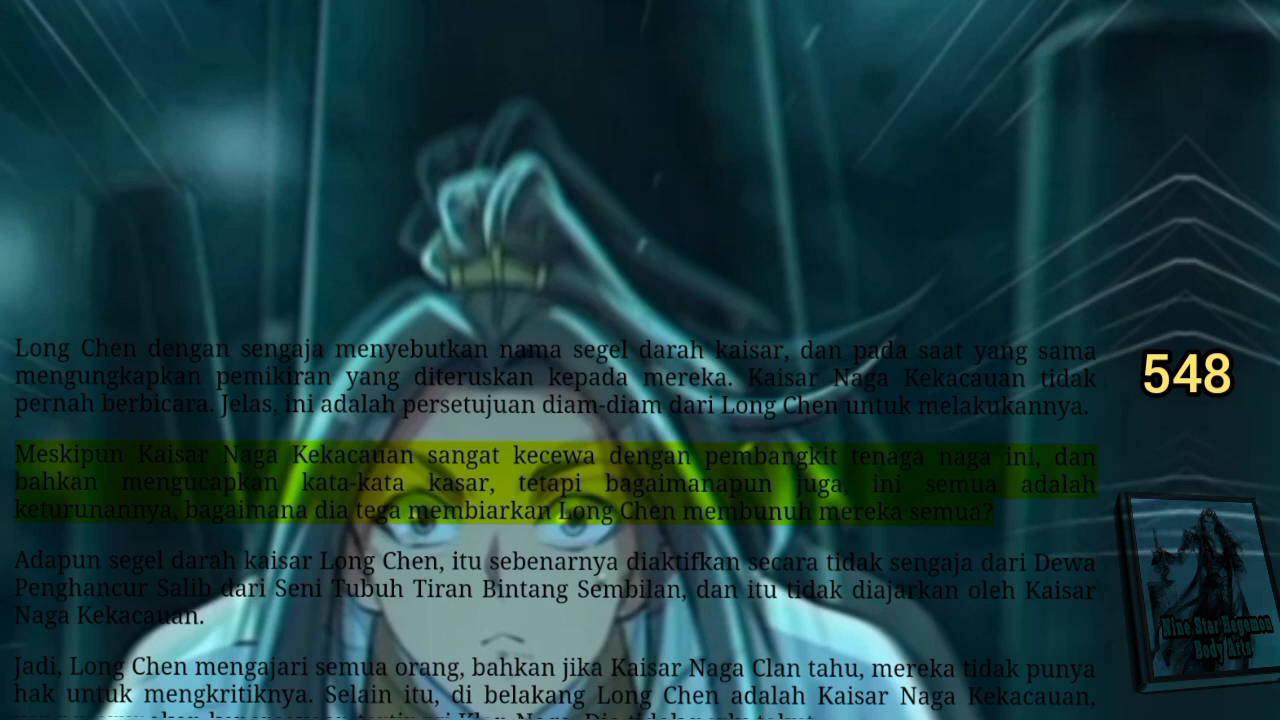 Long Chen dengan sengaja menyebutkan nama segel darah kaisar, dan pada saat yang sama
mengungkapkan pemikiran yang diteruskan kepada mereka. Kaisar Naga Kekacauan tidak
pernah berbicara. Jelas, ini adalah persetujuan diam-diam dari Long Chen untuk melakukannya.
548
Meskipun Kaisar Naga Kekacauan sangat kecewa dengan pembangkit tenaga naga ini, dan
bahkan mengucapkan kata-kata kasar, tetapi bagaimanapun juga, ini semua adalah
keturunannya, bagaimana dia tega membiarkan Long Chen membunuh mereka semua?
Adapun segel darah kaisar Long Chen, itu sebenarnya diaktifkan secara tidak sengaja dari Dewa
Penghancur Salib dari Seni Tubuh Tiran Bintang Sembilan, dan itu tidak diajarkan oleh Kaisar
Naga Kekacauan.
Nine Star Hegemon
Body Arts
Jadi, Long Chen mengajari semua orang, bahkan jika Kaisar Naga Clan tahu, mereka tidak punya
hak untuk mengkritiknya. Selain itu, di belakang Long Chen adalah Kaisar Naga Kekacauan,